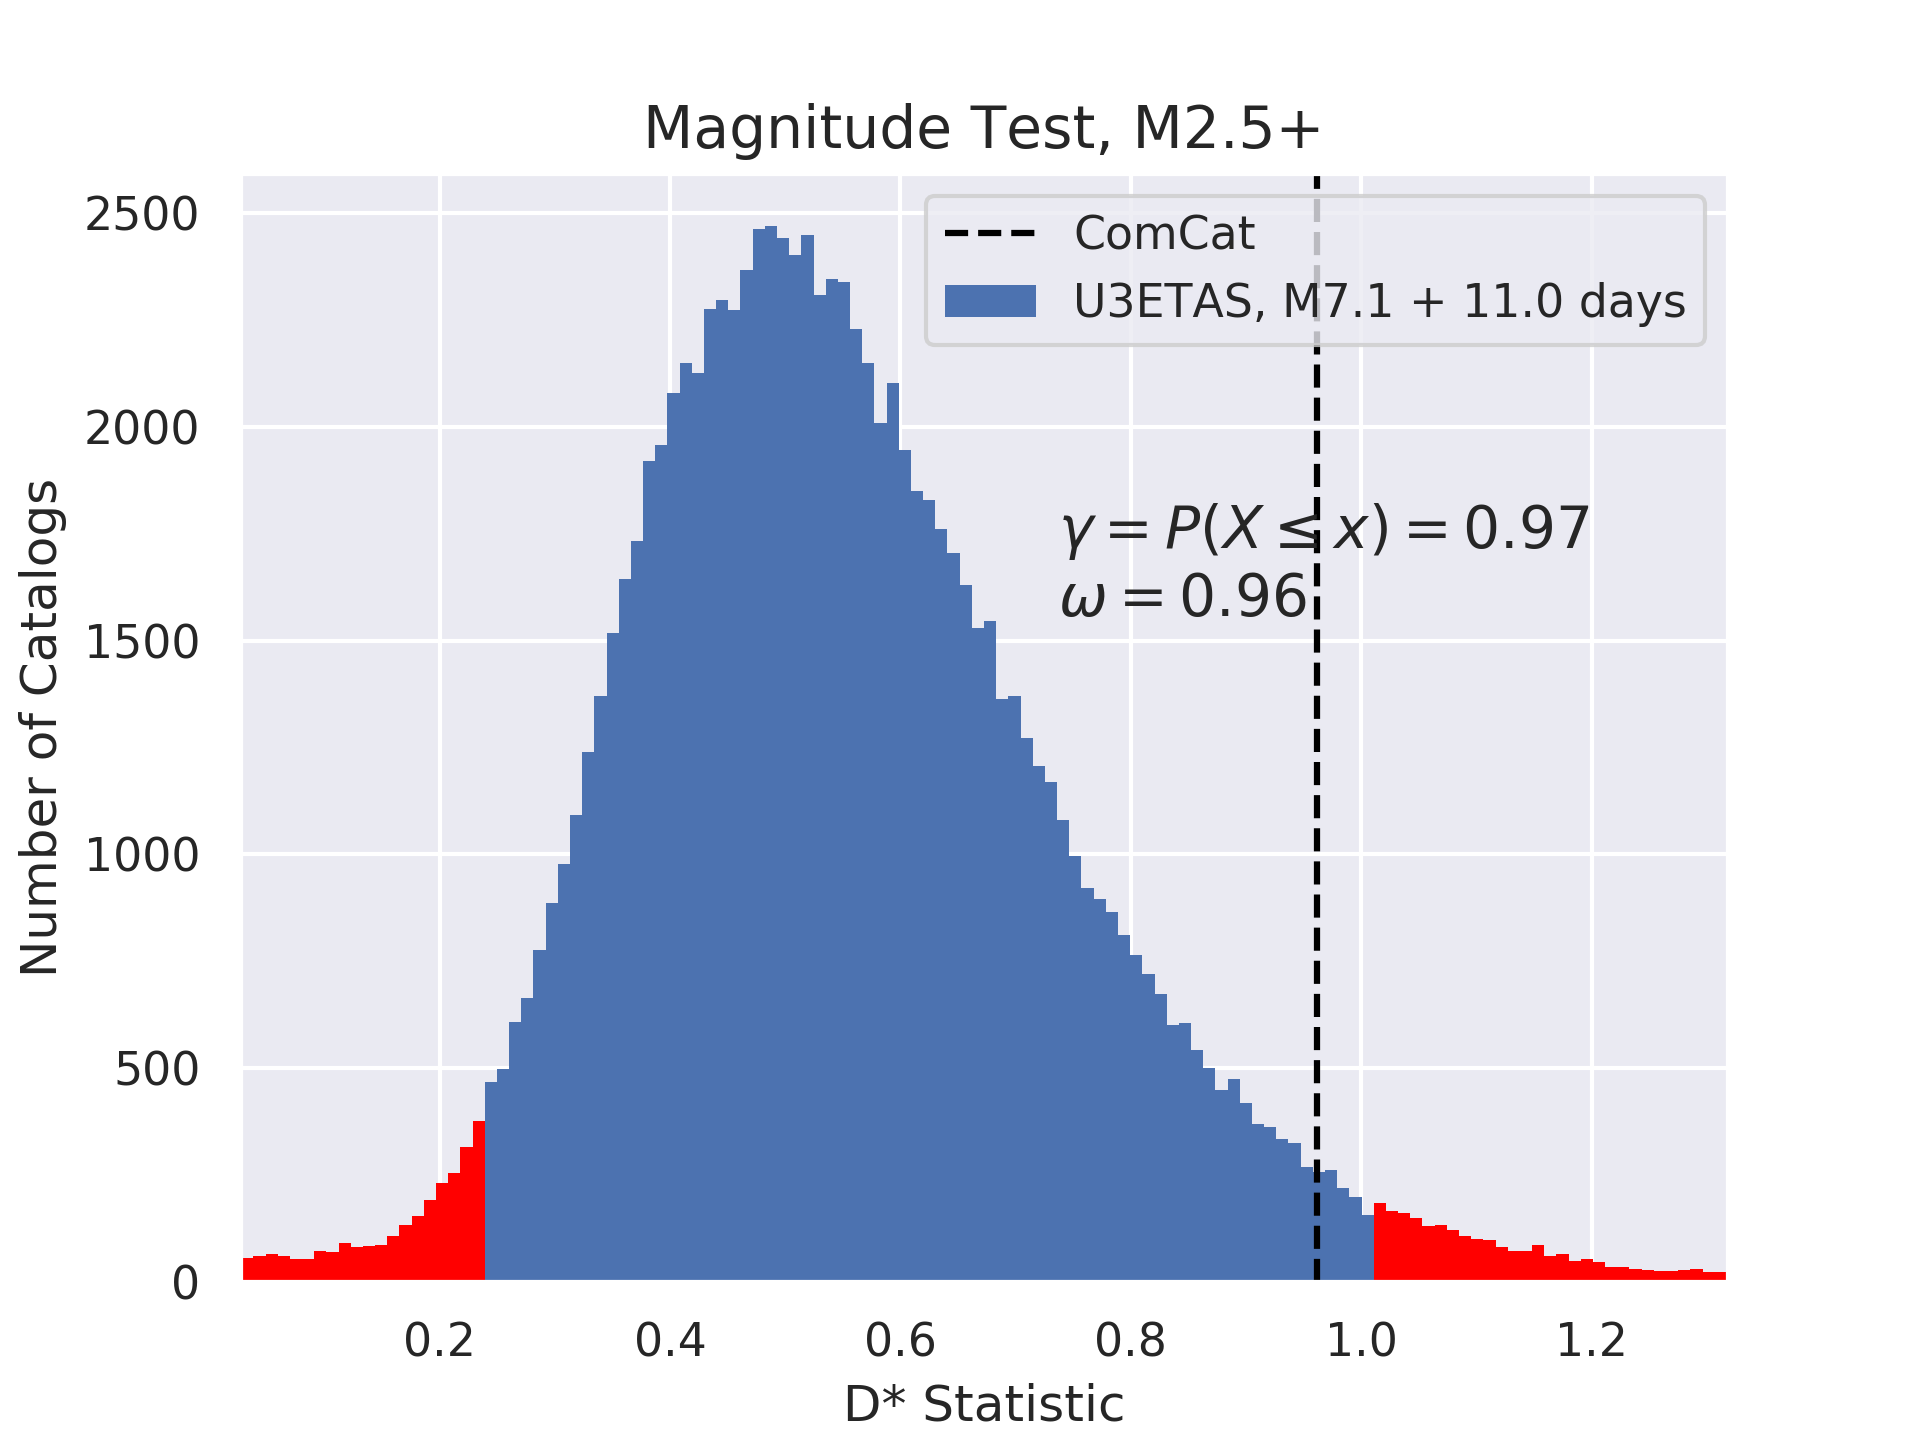 Magnitude Test, M2.5+
ComCat
U3ETAS, M7.1 + 11.0 days
γ = P(X ≤ x) = 0.97
ω = 0.96
Number of Catalogs
2500
2000
1500
1000
500
0
0.2 0.4 0.6 0.8 1.0 1.2
D* Statistic